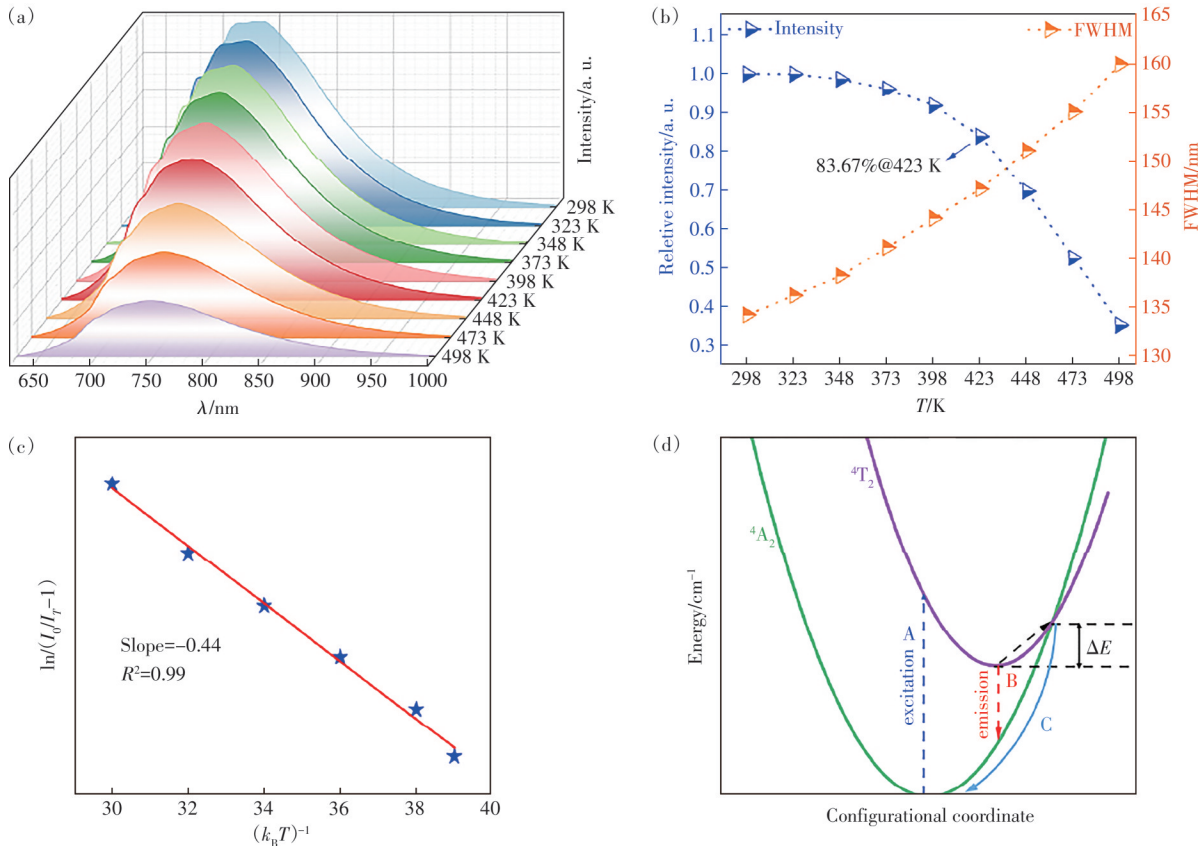 (a)
Intensity/a. u.
298 K
323 K
348 K
373 K
398 K
423 K
448 K
473 K
498 K
650 700 750 800 850 900 950 1000
λ/nm
(b)
Intensity
FWHM
Reletive intensity/a. u.
1.1
1.0
0.9
0.8
0.7
0.6
0.5
0.4
0.3
83.67%@423 K
165
160
155
150
145
140
135
130
FWHM/nm
298 323 348 373 398 423 448 473 498
T/K
(c)
ln/(I₀/I_T−1)
Slope=−0.44
R²=0.99
30 32 34 36 38 40
(k_BT)⁻¹
(d)
Energy/cm⁻¹
⁴T₂
⁴A₂
A
excitation
B
emission
C
ΔE
Configurational coordinate